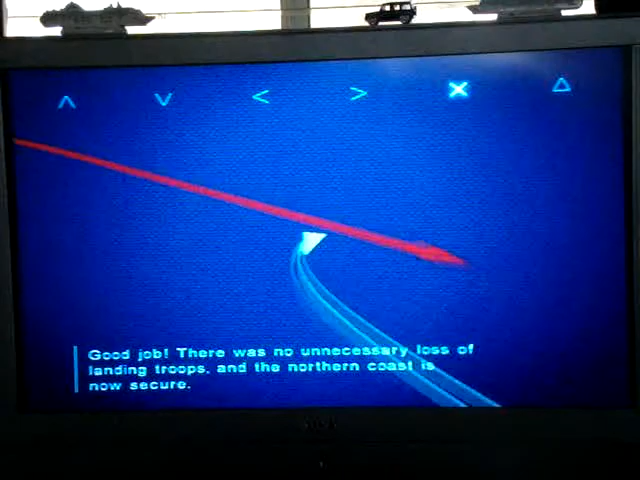 Good job! There was no unnecessary loss of
landing troops, and the northern coast is
now secure.